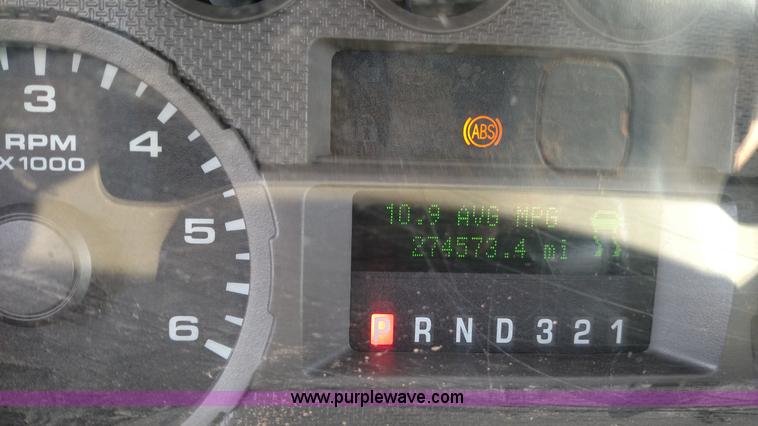 3
4
RPM
X1000
ABS
5
10.9 AVG MPG
274573.4 mi
6
P R N D 3 2 1
www.purplewave.com